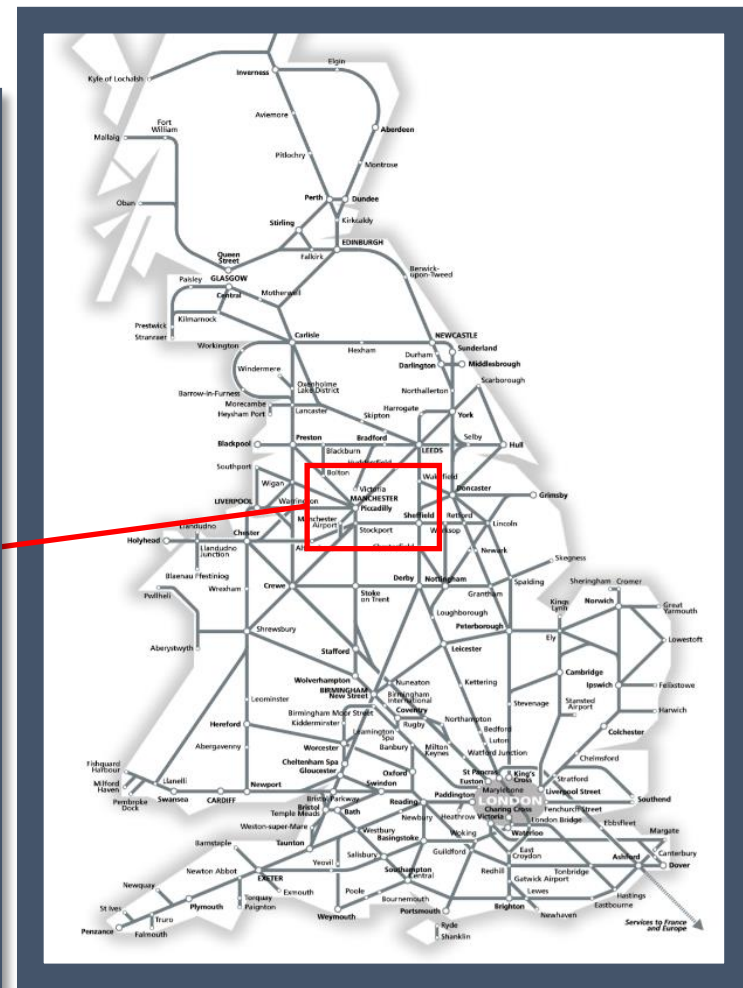 Elgin
Inverness
Kyle of Lochalsh
Aviemore
Fort
William
Mallaig
Aberdeen
Pitlochry
Montrose
Oban
Perth
Dundee
Stirling
Kirkcaldy
EDINBURGH
Queen
Street
Falkirk
Berwick-
upon-Tweed
Paisley
GLASGOW
Central
Motherwell
Kilmarnock
Prestwick
Stranraer
Carlisle
NEWCASTLE
Workington
Hexham
Sunderland
Durham
Darlington
Middlesbrough
Windermere
Oxenholme
Lake District
Northallerton
Scarborough
Barrow-in-Furness
Morecambe
Heysham Port
Lancaster
Harrogate
Skipton
York
Blackpool
Preston
Bradford
LEEDS
Selby
Hull
Blackburn
Southport
Bolton
Wigan
Victoria
Wakefield
MANCHESTER
Piccadilly
Doncaster
Grimsby
LIVERPOOL
Warrington
Manchester
Airport
Sheffield
Retford
Lincoln
Stockport
Worksop
Llandudno
Chester
Holyhead
Llandudno
Junction
Newark
Skegness
Blaenau Ffestiniog
Pwllheli
Wrexham
Crewe
Stoke
on Trent
Derby
Nottingham
Grantham
Spalding
Sheringham
Cromer
Kings
Lynn
Norwich
Great
Yarmouth
Loughborough
Peterborough
Ely
Lowestoft
Aberystwyth
Shrewsbury
Stafford
Leicester
Wolverhampton
Nuneaton
Kettering
Cambridge
BIRMINGHAM
New Street
Birmingham
International
Ipswich
Felixstowe
Leominster
Stevenage
Stansted
Airport
Harwich
Birmingham Moor Street
Coventry
Kidderminster
Rugby
Northampton
Hereford
Leamington
Spa
Bedford
Colchester
Worcester
Banbury
Milton
Keynes
Luton
Abergavenny
Watford Junction
Chelmsford
Cheltenham Spa
Gloucester
Oxford
St Pancras
King's
Cross
Stratford
Fishguard
Harbour
Euston
Llanelli
Swindon
Marylebone
Liverpool Street
Milford
Haven
Newport
Paddington
LONDON
Southend
Pembroke
Dock
Swansea
CARDIFF
Bristol Parkway
Reading
Charing Cross
Fenchurch Street
Bristol
Temple Meads
Bath
Newbury
Heathrow
Victoria
London Bridge
Ebbsfleet
Weston-super-Mare
Westbury
Basingstoke
Woking
Waterloo
Margate
Barnstaple
Taunton
Guildford
East
Croydon
Canterbury
Salisbury
Redhill
Tonbridge
Ashford
Dover
Yeovil
Newton Abbot
Southampton
Central
Gatwick Airport
EXETER
Newquay
Exmouth
Poole
Lewes
Hastings
St Ives
Torquay
Paignton
Bournemouth
Eastbourne
Plymouth
Weymouth
Portsmouth
Brighton
Newhaven
Truro
Falmouth
Penzance
Ryde
Shanklin
Services to France
and Europe